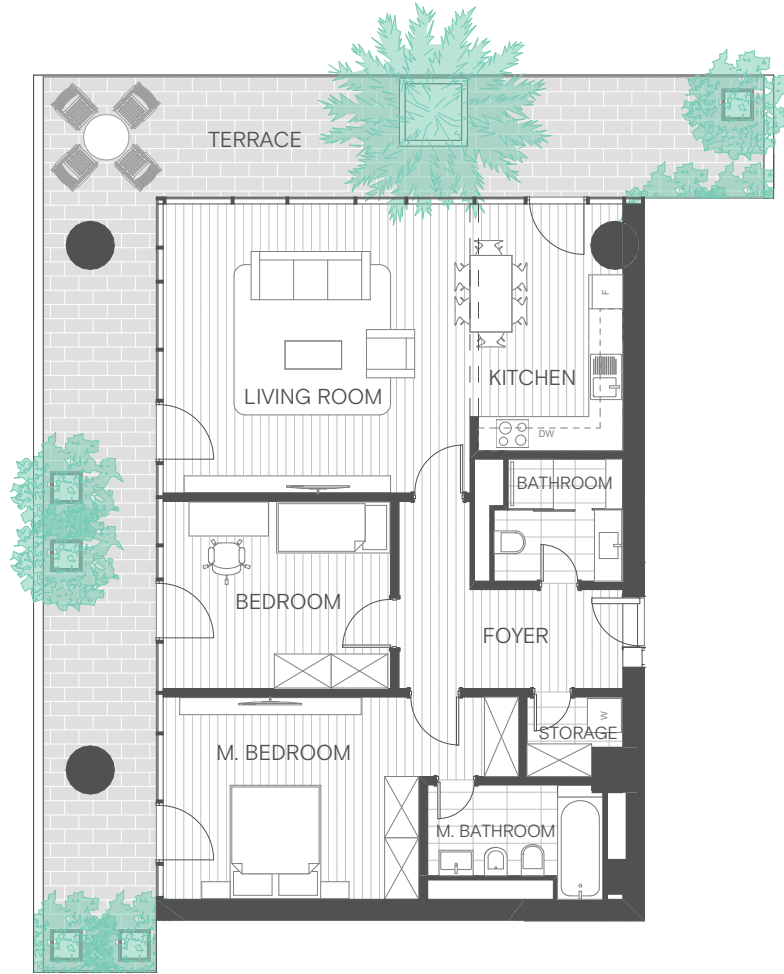 TERRACE
F
KITCHEN
LIVING ROOM
DW
BATHROOM
BEDROOM
FOYER
W
STORAGE
M. BEDROOM
M. BATHROOM